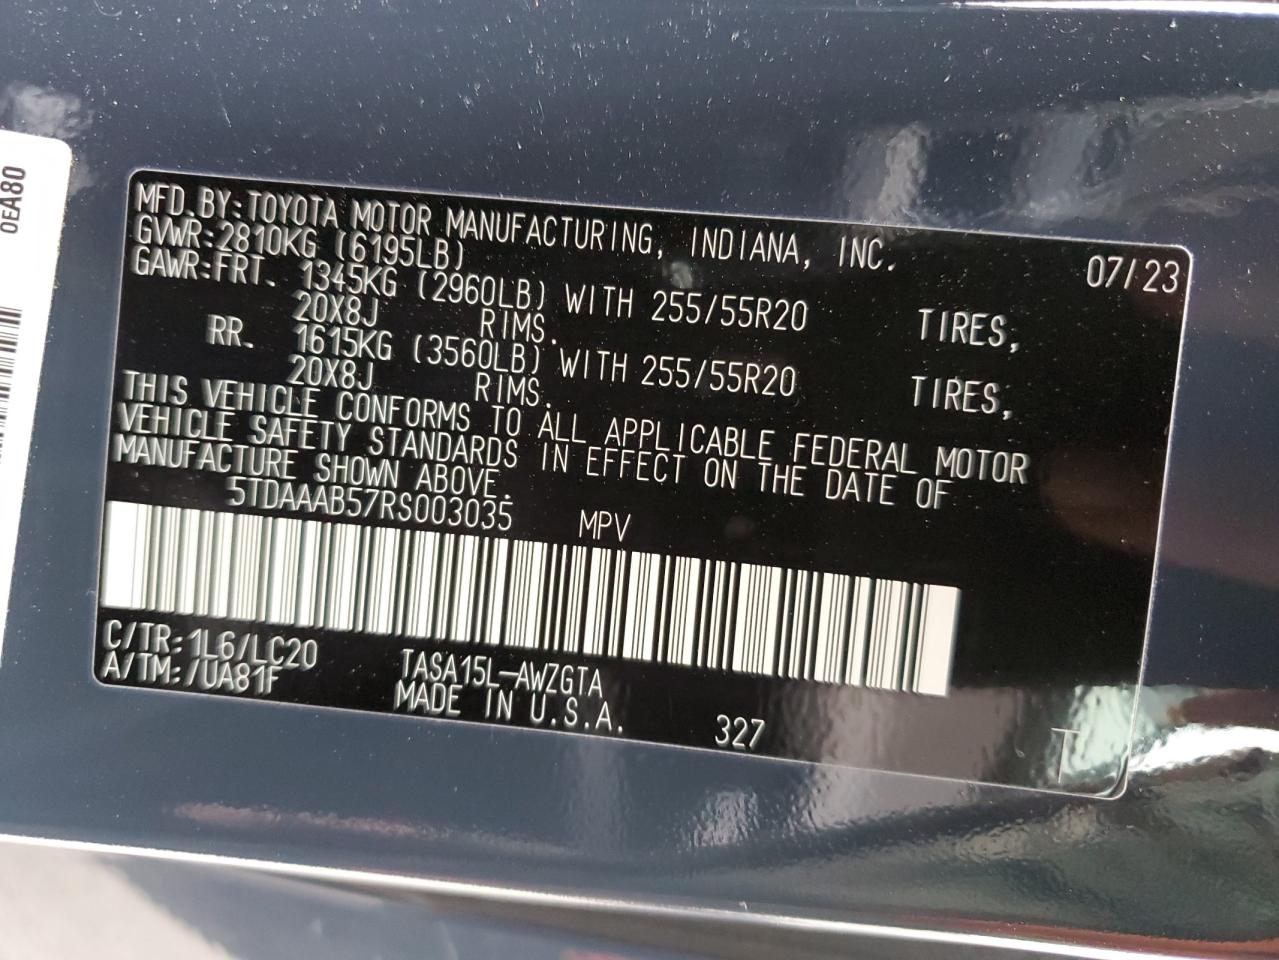 0EA80
MFD.BY:TOYOTA MOTOR MANUFACTURING, INDIANA, INC. 07/23
GVWR:2810KG (6195LB)
GAWR:FRT. 1345KG (2960LB) WITH 255/55R20 TIRES,
20X8J RIMS.
RR. 1615KG (3560LB) WITH 255/55R20 TIRES,
20X8J RIMS.
THIS VEHICLE CONFORMS TO ALL APPLICABLE FEDERAL MOTOR
VEHICLE SAFETY STANDARDS IN EFFECT ON THE DATE OF
MANUFACTURE SHOWN ABOVE.
5TDAAAB57RS003035 MPV
C/TR:1L6/LC20 TASA15L-AWZGTA
A/TM:/UA81F MADE IN U.S.A. 327 T